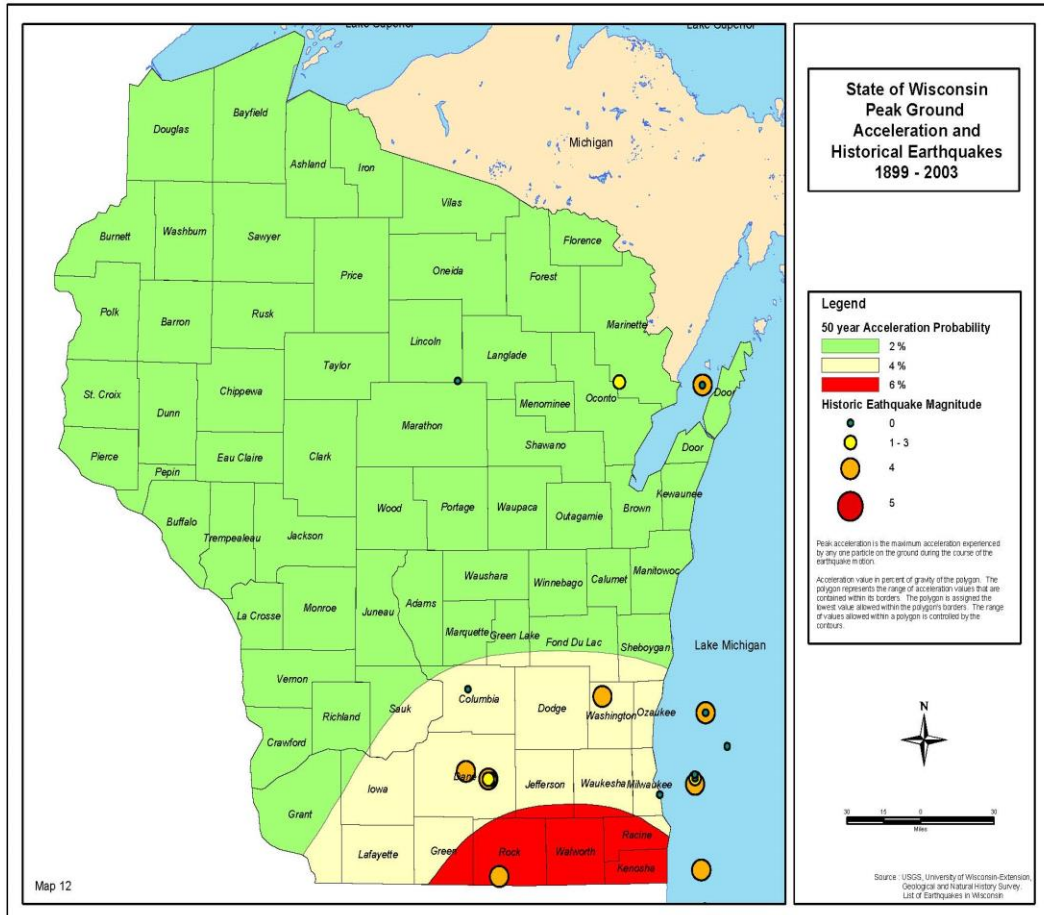 Lake Superior
Lake Superior
Michigan
Douglas
Bayfield
Ashland
Iron
Vilas
Burnett
Washburn
Sawyer
Florence
Price
Oneida
Forest
Polk
Barron
Rusk
Marinette
Lincoln
Langlade
Taylor
Door
St. Croix
Dunn
Chippewa
Menominee
Oconto
Marathon
Pierce
Pepin
Eau Claire
Clark
Shawano
Door
Kewaunee
Buffalo
Trempealeau
Jackson
Wood
Portage
Waupaca
Outagamie
Brown
La Crosse
Monroe
Juneau
Adams
Waushara
Winnebago
Calumet
Manitowoc
Marquette
Green Lake
Fond Du Lac
Sheboygan
Lake Michigan
Vernon
Richland
Sauk
Columbia
Dodge
Washington
Ozaukee
Crawford
Grant
Iowa
Dane
Jefferson
Waukesha
Milwaukee
Lafayette
Green
Rock
Walworth
Racine
Kenosha
Map 12
State of Wisconsin
Peak Ground
Acceleration and
Historical Earthquakes
1899 - 2003
Legend
50 year Acceleration Probability
2 %
4 %
6 %
Historic Eathquake Magnitude
0
1 - 3
4
5
Peak acceleration is the maximum acceleration experienced
by any one particle on the ground during the course of the
earthquake motion.
Acceleration value in percent of gravity of the polygon. The
polygon represents the range of acceleration values that are
contained within its borders. The polygon is assigned the
lowest value allowed within the polygon's borders. The range
of values allowed within a polygon is controlled by the
contours.
N
30 15 0 30
Miles
Source : USGS, University of Wisconsin-Extension,
Geological and Natural History Survey.
List of Earthquakes in Wisconsin